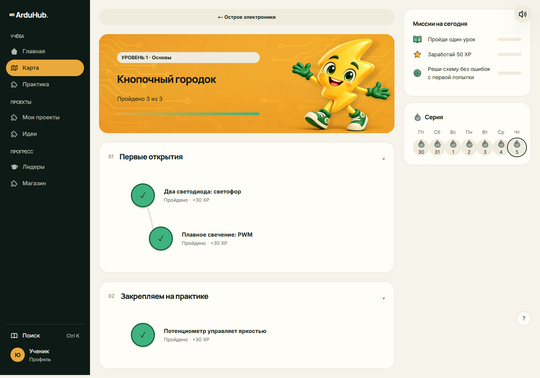 ArduHub.
УЧЁБА
Главная
Карта
Практика
ПРОЕКТЫ
Мои проекты
Идеи
ПРОГРЕСС
Лидеры
Магазин
Поиск Ctrl K
Ю
Ученик
Профиль
← Остров электроники
УРОВЕНЬ 1 · Основы
Кнопочный городок
Пройдено 3 из 3
01 Первые открытия
Два светодиода: светофор
Пройдено · +30 XP
Плавное свечение: PWM
Пройдено · +30 XP
02 Закрепляем на практике
Потенциометр управляет яркостью
Пройдено · +30 XP
Миссии на сегодня
Пройди один урок
Заработай 50 XP
Реши схему без ошибок
с первой попытки
Серия
Пт Сб Вс Пн Вт Ср Чт
30 31 1 2 3 4 5
?